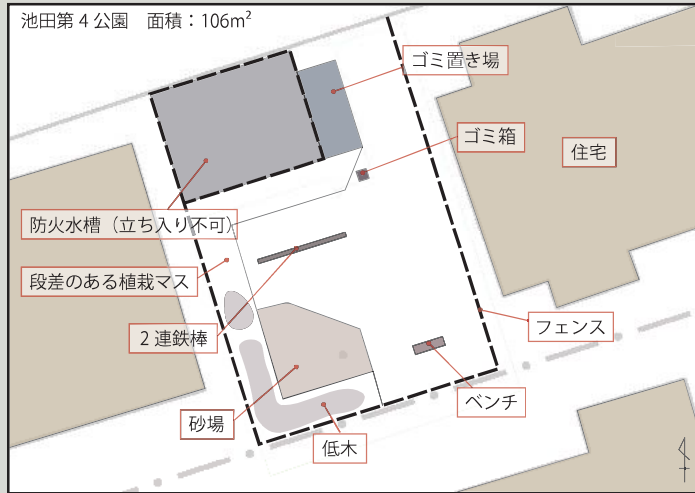 池田第4公園　面積：106m²
ゴミ置き場
ゴミ箱
住宅
防火水槽（立ち入り不可）
段差のある植栽マス
2連鉄棒
フェンス
ベンチ
砂場
低木